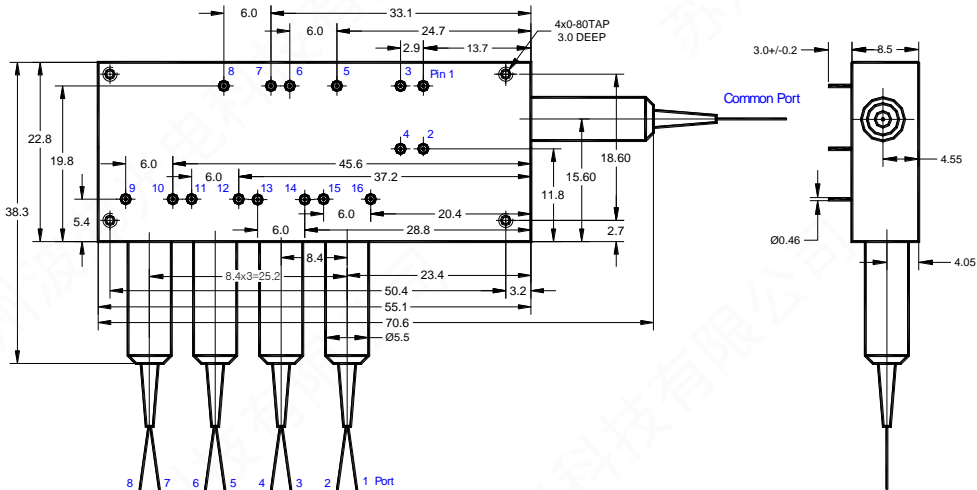 6.0 33.1
6.0 24.7
4x0-80TAP
3.0 DEEP
2.9 13.7
3.0+/-0.2 8.5
8 7 6 5 3 Pin 1
Common Port
4 2
22.8
19.8
18.60
15.60
11.8
4.55
6.0 45.6
6.0 37.2
9 10 11 12 13 14 15 16
38.3
5.4
6.0 20.4
6.0 28.8
2.7
Ø0.46
8.4
8.4x3=25.2 23.4
4.05
50.4 3.2
55.1
70.6
Ø5.5
8 7 6 5 4 3 2 1 Port